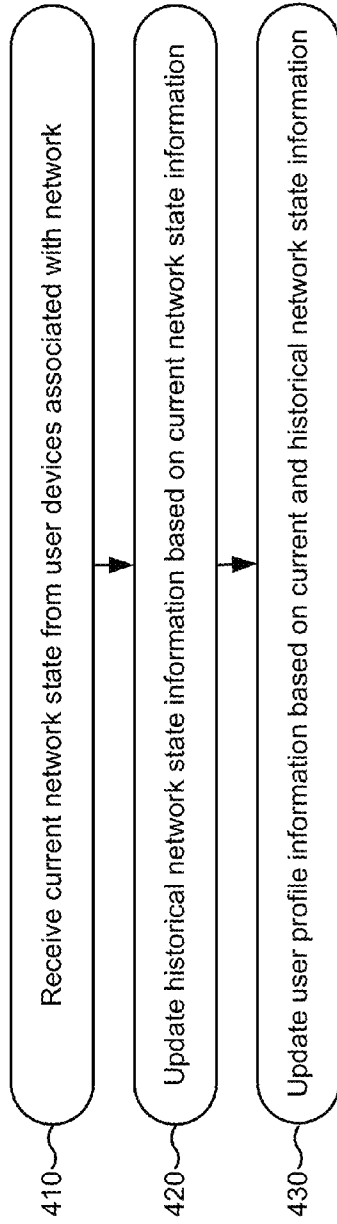 410 Receive current network state from user devices associated with network
420 Update historical network state information based on current network state information
430 Update user profile information based on current and historical network state information